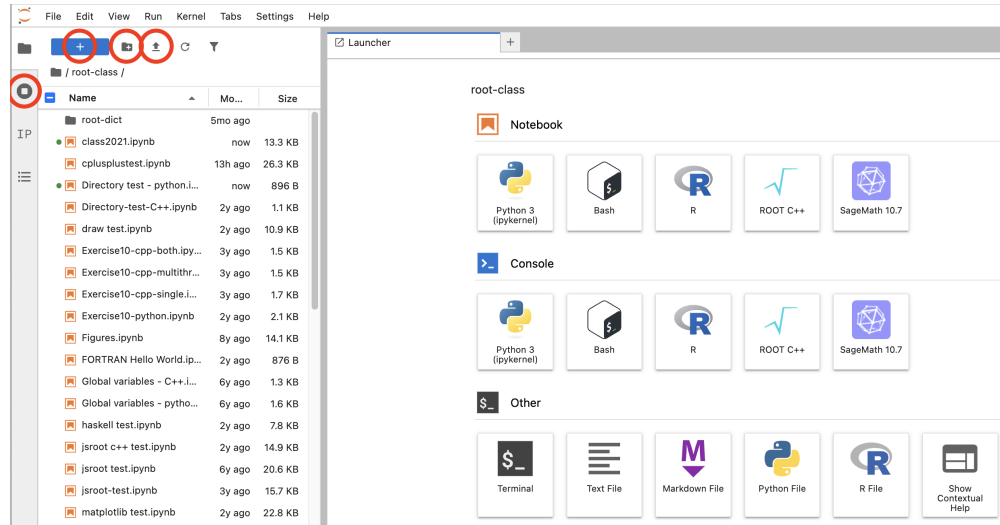 File Edit View Run Kernel Tabs Settings Help
Launcher
/ root-class /
Name Mo... Size
root-dict 5mo ago
class2021.ipynb now 13.3 KB
cplusplustest.ipynb 13h ago 26.3 KB
Directory test - python.i... now 896 B
Directory-test-C++.ipynb 2y ago 1.1 KB
draw test.ipynb 2y ago 10.9 KB
Exercise10-cpp-both.ipy... 3y ago 1.5 KB
Exercise10-cpp-multithr... 3y ago 1.5 KB
Exercise10-cpp-single.i... 3y ago 1.7 KB
Exercise10-python.ipynb 2y ago 2.1 KB
Figures.ipynb 8y ago 14.1 KB
FORTRAN Hello World.ip... 2y ago 876 B
Global variables - C++.i... 6y ago 1.3 KB
Global variables - pytho... 6y ago 1.6 KB
haskell test.ipynb 2y ago 7.8 KB
jsroot c++ test.ipynb 2y ago 14.9 KB
jsroot test.ipynb 6y ago 20.6 KB
jsroot-test.ipynb 3y ago 15.7 KB
matplotlib test.ipynb 2y ago 22.8 KB
IP
root-class
Notebook
Python 3 Bash R ROOT C++ SageMath 10.7
(ipykernel)
Console
Python 3 Bash R ROOT C++ SageMath 10.7
(ipykernel)
$_ Other
$_ M
Terminal Text File Markdown File Python File R File Show
Contextual
Help